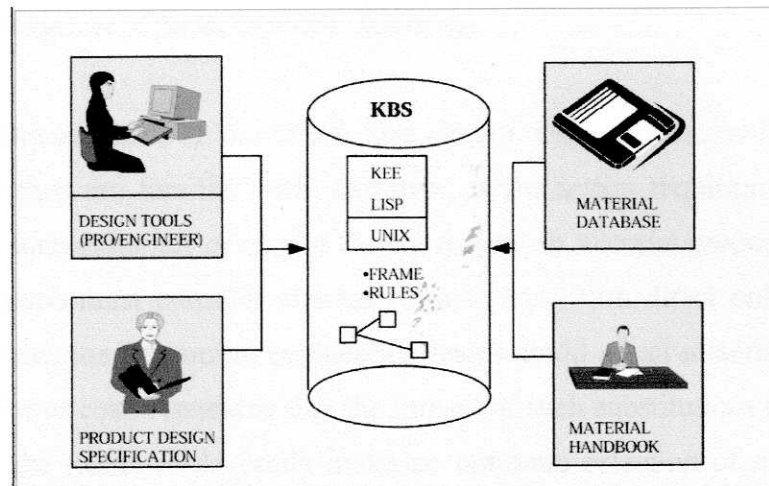 KBS
KEE
LISP
UNIX
•FRAME
•RULES
DESIGN TOOLS
(PRO/ENGINEER)
PRODUCT DESIGN
SPECIFICATION
MATERIAL
DATABASE
MATERIAL
HANDBOOK